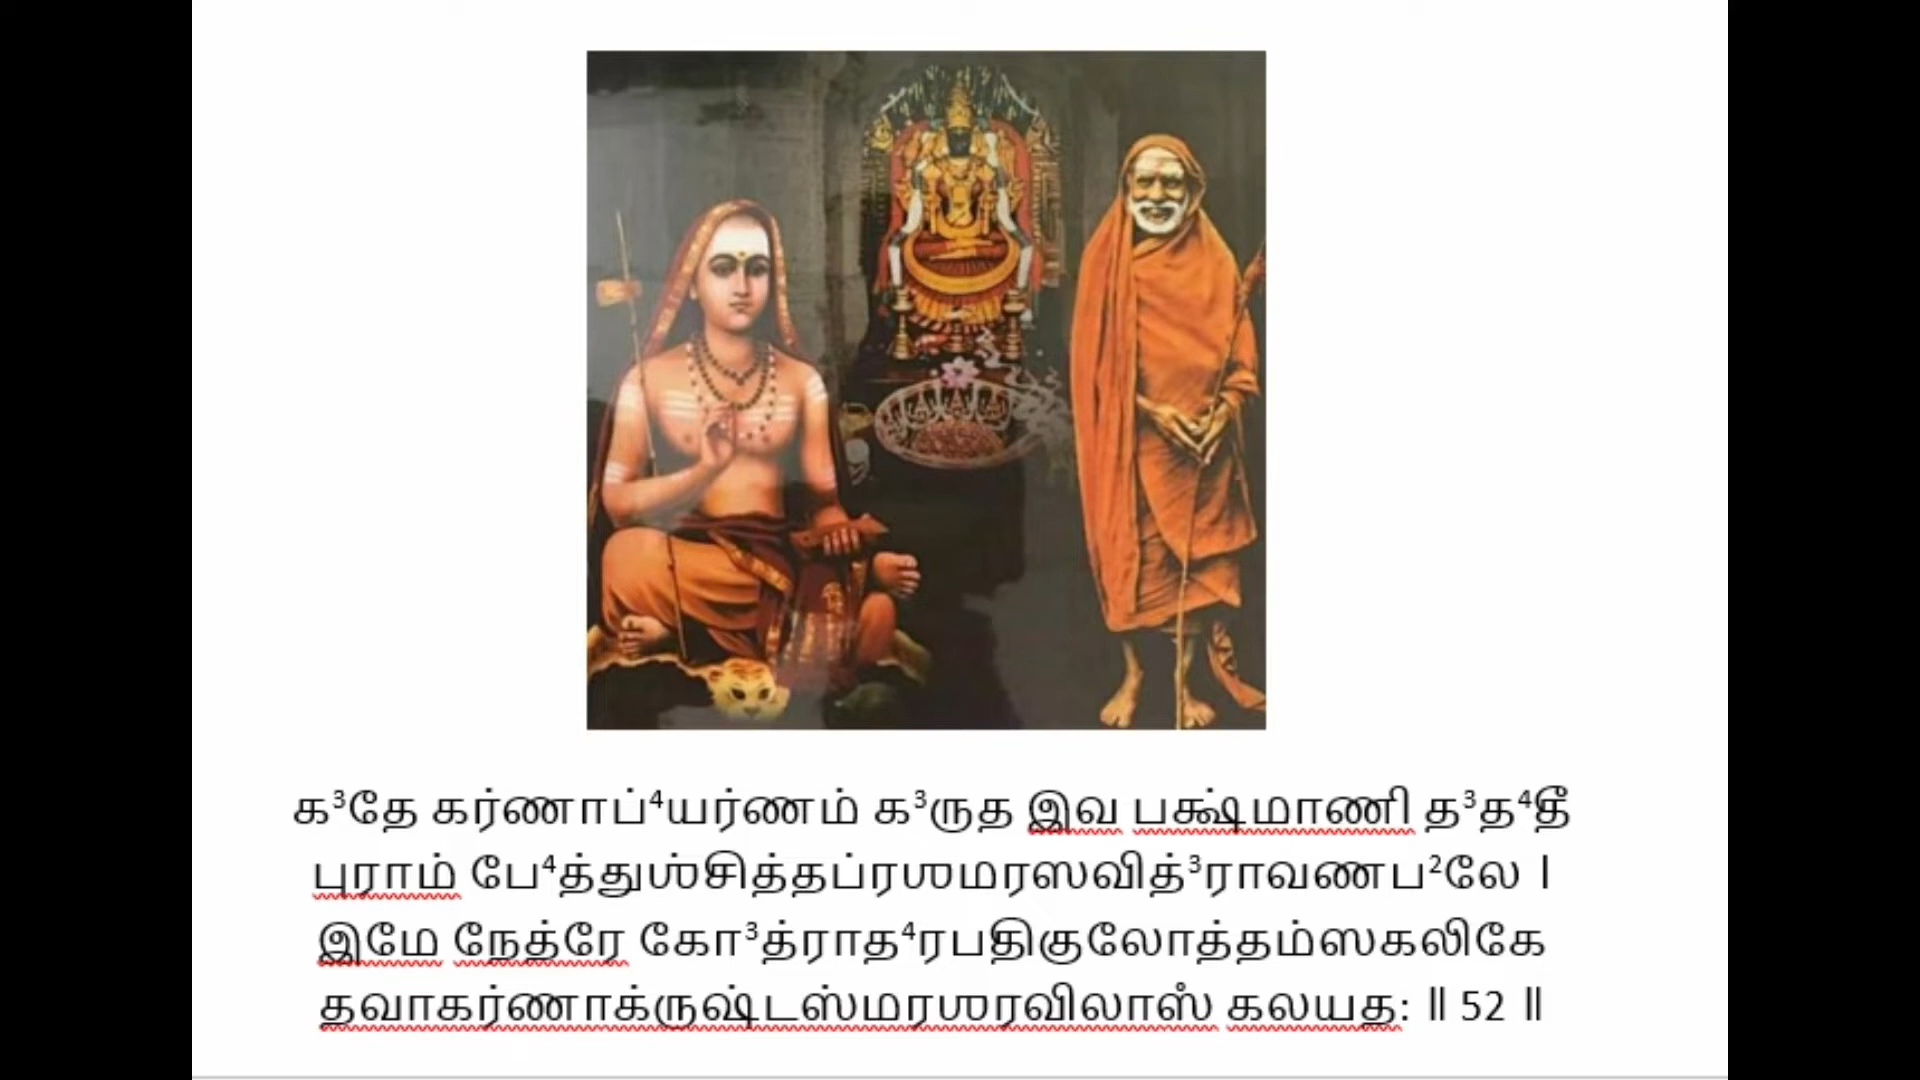 க³தே கர்ணாப்⁴யர்ணம் க³ருத இவ பக்ஷ்மாணி த³த⁴தீ
புராம் பே⁴த்துஶ்சித்தப்ரஶமரஸவித்³ராவணப²லே ।
இமே நேத்ரே கோ³த்ராத⁴ரபதிகுலோத்தம்ஸகலிகே
தவாகர்ணாக்ருஷ்டஸ்மரஶரவிலாஸம் கலயத: ॥ 52 ॥